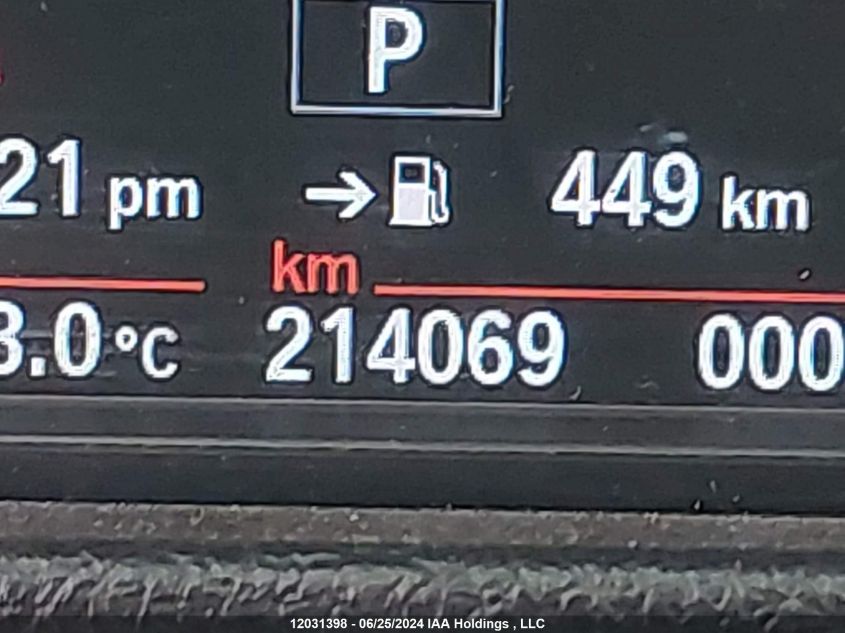 P
21 pm → 449 km
km
3.0 °C 214069 000
12031398 - 06/25/2024 IAA Holdings , LLC